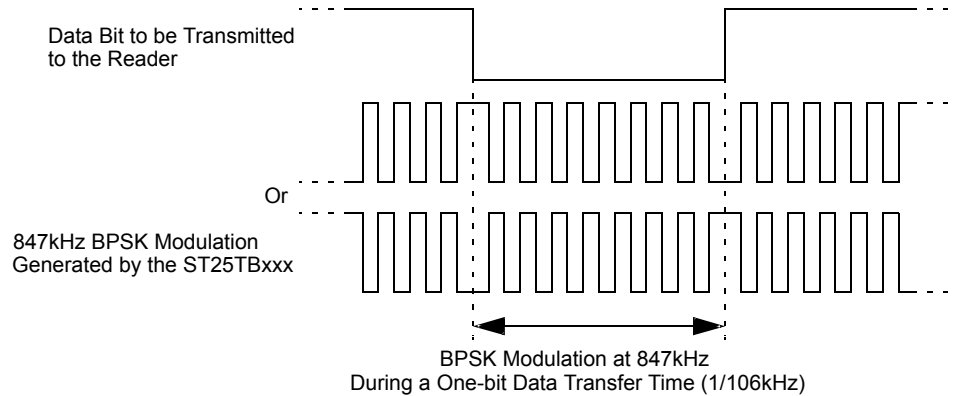 Data Bit to be Transmitted
to the Reader
Or
847kHz BPSK Modulation
Generated by the ST25TBxxx
BPSK Modulation at 847kHz
During a One-bit Data Transfer Time (1/106kHz)